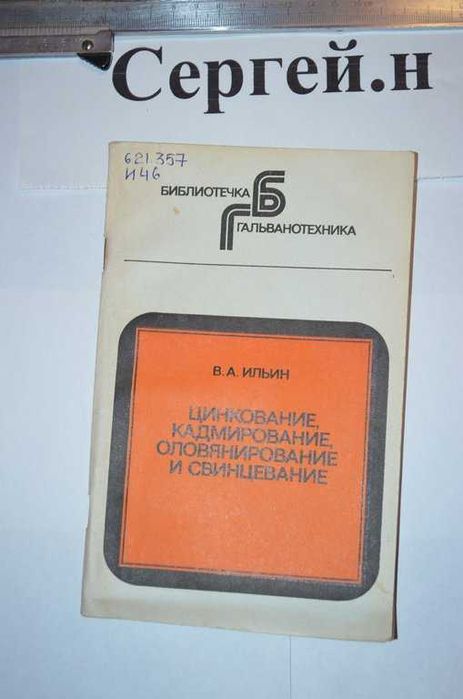 Сергей.н
621.357
И46
БИБЛИОТЕЧКА
ГАЛЬВАНОТЕХНИКА
В. А. ИЛЬИН
ЦИНКОВАНИЕ,
КАДМИРОВАНИЕ,
ОЛОВЯНИРОВАНИЕ
И СВИНЦЕВАНИЕ